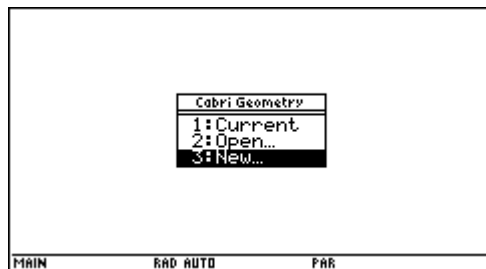 Cabri Geometry
1:Current
2:Open...
3:New...
MAIN RAD AUTO PAR